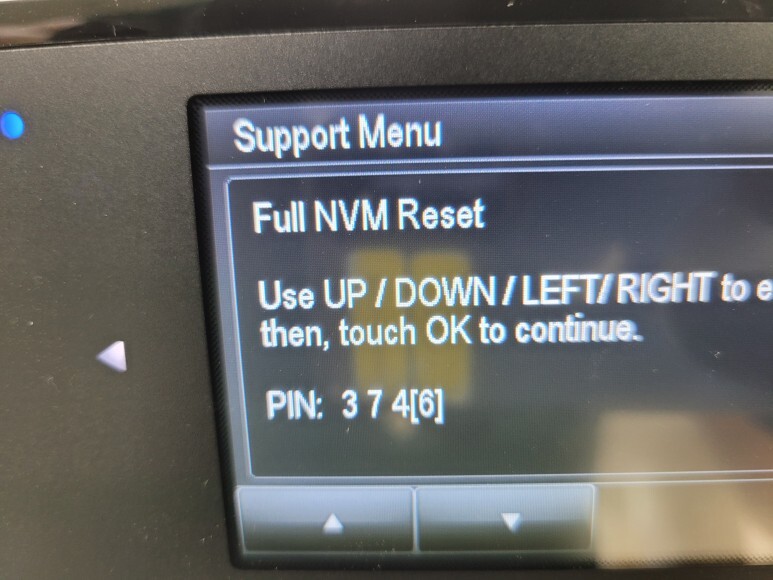 Support Menu
Full NVM Reset
Use UP / DOWN / LEFT/ RIGHT to e
then, touch OK to continue.
PIN: 3 7 4[6]